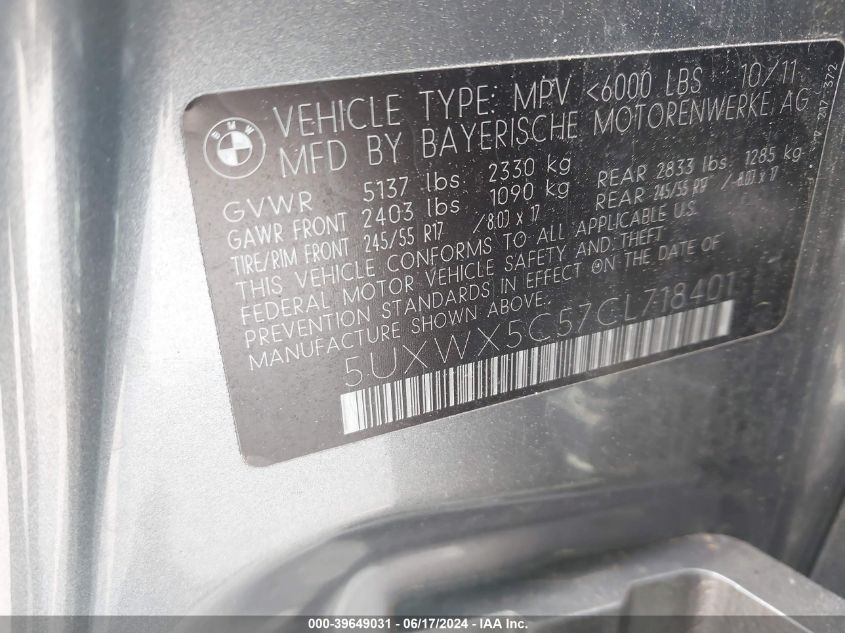 BMW
VEHICLE TYPE: MPV <6000 LBS 10/11
MFD BY BAYERISCHE MOTORENWERKE, AG
GVWR 5137 lbs 2330 kg
GAWR FRONT 2403 lbs 1090 kg REAR 2833 lbs 1285 kg
TIRE/RIM FRONT 245/55 R17 /8.0J x 17 REAR 245/55 R17 /8.0J x 17
THIS VEHICLE CONFORMS TO ALL APPLICABLE U.S.
FEDERAL MOTOR VEHICLE SAFETY AND THEFT
PREVENTION STANDARDS IN EFFECT ON THE DATE OF
MANUFACTURE SHOWN ABOVE.
5UXWX5C57CL718401
000-39649031 - 06/17/2024 - IAA Inc.